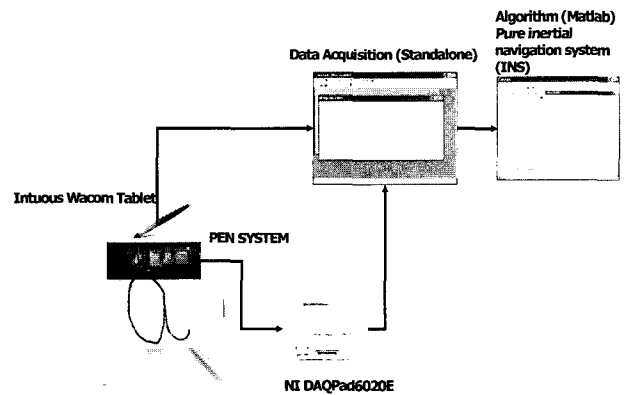 Algorithm (Matlab)
Pure inertial
navigation system
(INS)
Data Acquisition (Standalone)
Intuous Wacom Tablet
PEN SYSTEM
NI DAQPad6020E